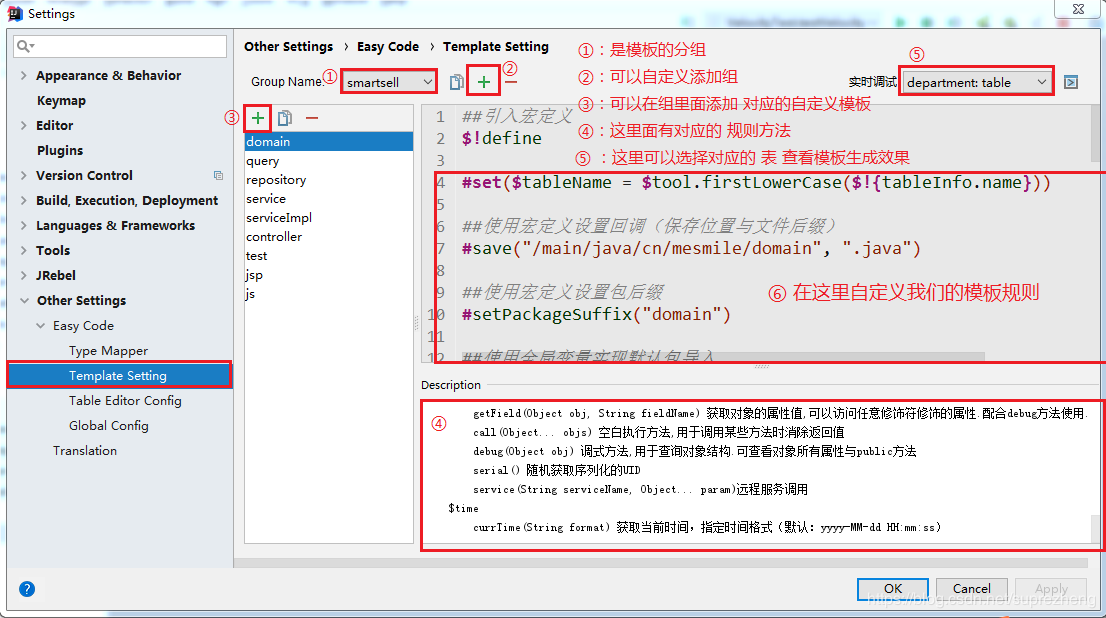 Settings
Other Settings › Easy Code › Template Setting
①：是模板的分组
②：可以自定义添加组
③：可以在组里面添加 对应的自定义模板
④：这里面有对应的 规则方法
⑤ ：这里可以选择对应的 表 查看模板生成效果
Group Name: ① smartsell ②
实时调试 ⑤ department: table
Appearance & Behavior
Keymap
Editor
Plugins
Version Control
Build, Execution, Deployment
Languages & Frameworks
Tools
JRebel
Other Settings
Easy Code
Type Mapper
Template Setting
Table Editor Config
Global Config
Translation
③
domain
query
repository
service
serviceImpl
controller
test
jsp
js
1 ##引入宏定义
2 $!define
3
4 #set($tableName = $tool.firstLowerCase($!{tableInfo.name}))
5
6 ##使用宏定义设置回调（保存位置与文件后缀）
7 #save("/main/java/cn/mesmile/domain", ".java")
8
9 ##使用宏定义设置包后缀
10 #setPackageSuffix("domain")
11
12 ##使用全局变量实现默认包导入
⑥ 在这里自定义我们的模板规则
Description
④
getField(Object obj, String fieldName) 获取对象的属性值,可以访问任意修饰符修饰的属性.配合debug方法使用.
call(Object... objs) 空白执行方法,用于调用某些方法时消除返回值
debug(Object obj) 调式方法,用于查询对象结构.可查看对象所有属性与public方法
serial() 随机获取序列化的UID
service(String serviceName, Object... param)远程服务调用
$time
currTime(String format) 获取当前时间，指定时间格式（默认：yyyy-MM-dd HH:mm:ss）
?
OK Cancel Apply
https://blog.csdn.net/suprezheng